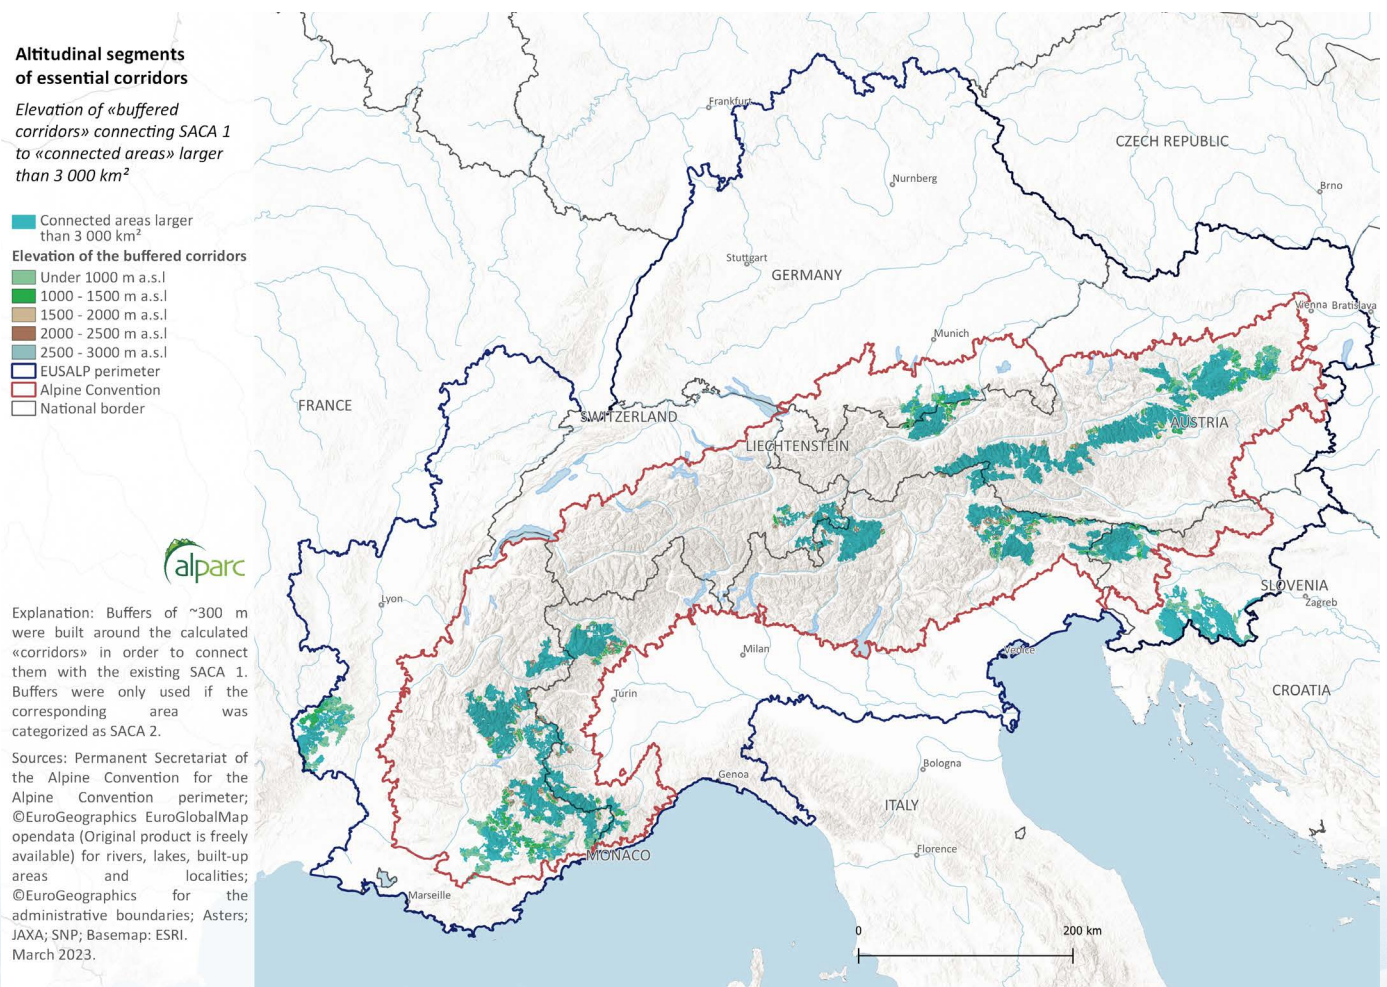 Altitudinal segments
of essential corridors
Elevation of «buffered
corridors» connecting SACA 1
to «connected areas» larger
than 3 000 km²
Connected areas larger
than 3 000 km²
Elevation of the buffered corridors
Under 1000 m a.s.l
1000 - 1500 m a.s.l
1500 - 2000 m a.s.l
2000 - 2500 m a.s.l
2500 - 3000 m a.s.l
EUSALP perimeter
Alpine Convention
National border
alparc
Explanation: Buffers of ~300 m
were built around the calculated
«corridors» in order to connect
them with the existing SACA 1.
Buffers were only used if the
corresponding area was
categorized as SACA 2.
Sources: Permanent Secretariat of
the Alpine Convention for the
Alpine Convention perimeter;
©EuroGeographics EuroGlobalMap
opendata (Original product is freely
available) for rivers, lakes, built-up
areas and localities;
©EuroGeographics for the
administrative boundaries; Asters;
JAXA; SNP; Basemap: ESRI.
March 2023.
Frankfurt
CZECH REPUBLIC
Nurnberg
Brno
Stuttgart
GERMANY
Vienna
Bratislava
Munich
FRANCE
SWITZERLAND
LIECHTENSTEIN
AUSTRIA
SLOVENIA
Zagreb
Lyon
Milan
Venice
Turin
CROATIA
Genoa
Bologna
ITALY
MONACO
Florence
Marseille
0
200 km